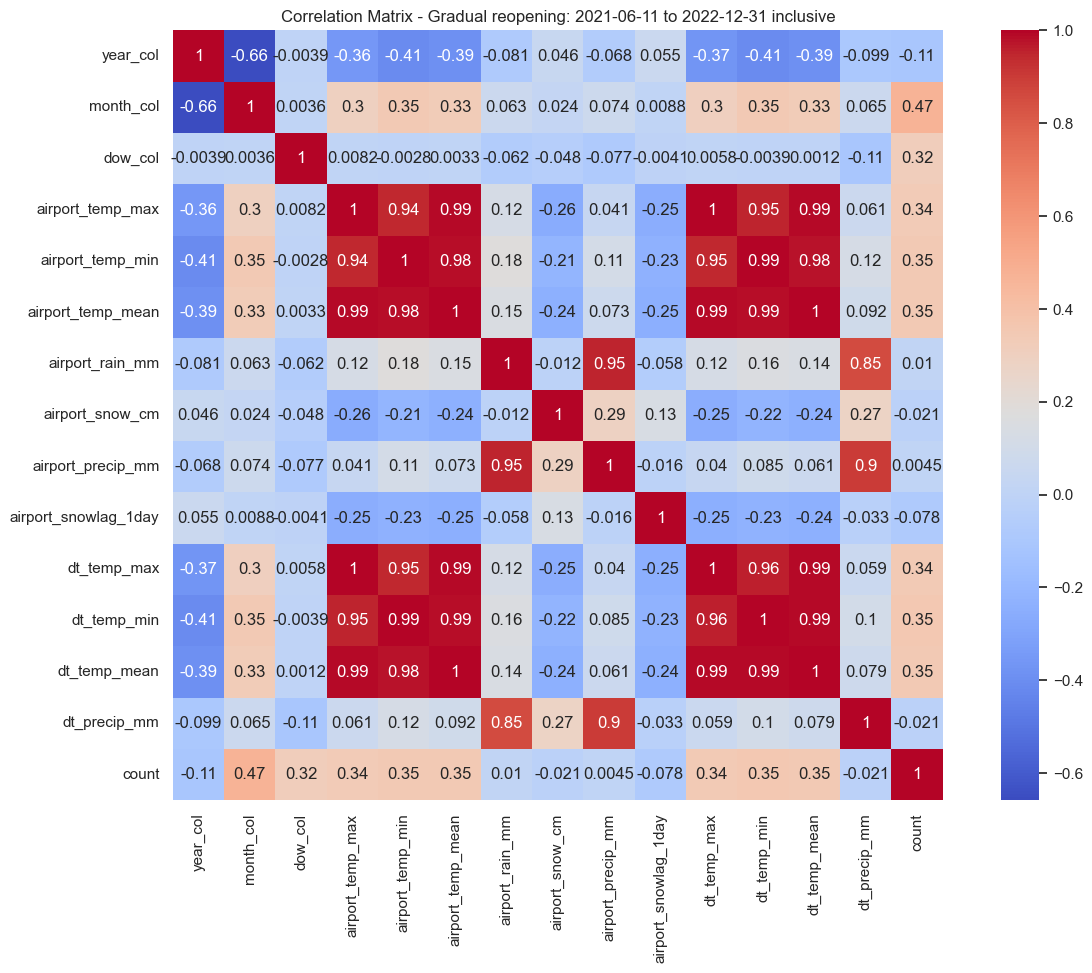 Correlation Matrix - Gradual reopening: 2021-06-11 to 2022-12-31 inclusive
year_col 1 -0.66 -0.0039 -0.36 -0.41 -0.39 -0.081 0.046 -0.068 0.055 -0.37 -0.41 -0.39 -0.099 -0.11
month_col -0.66 1 0.0036 0.3 0.35 0.33 0.063 0.024 0.074 0.0088 0.3 0.35 0.33 0.065 0.47
dow_col -0.0039 0.0036 1 0.0082 -0.0028 0.0033 -0.062 -0.048 -0.077 -0.0041 0.0058 -0.0039 0.0012 -0.11 0.32
airport_temp_max -0.36 0.3 0.0082 1 0.94 0.99 0.12 -0.26 0.041 -0.25 1 0.95 0.99 0.061 0.34
airport_temp_min -0.41 0.35 -0.0028 0.94 1 0.98 0.18 -0.21 0.11 -0.23 0.95 0.99 0.98 0.12 0.35
airport_temp_mean -0.39 0.33 0.0033 0.99 0.98 1 0.15 -0.24 0.073 -0.25 0.99 0.99 1 0.092 0.35
airport_rain_mm -0.081 0.063 -0.062 0.12 0.18 0.15 1 -0.012 0.95 -0.058 0.12 0.16 0.14 0.85 0.01
airport_snow_cm 0.046 0.024 -0.048 -0.26 -0.21 -0.24 -0.012 1 0.29 0.13 -0.25 -0.22 -0.24 0.27 -0.021
airport_precip_mm -0.068 0.074 -0.077 0.041 0.11 0.073 0.95 0.29 1 -0.016 0.04 0.085 0.061 0.9 0.0045
airport_snowlag_1day 0.055 0.0088 -0.0041 -0.25 -0.23 -0.25 -0.058 0.13 -0.016 1 -0.25 -0.23 -0.24 -0.033 -0.078
dt_temp_max -0.37 0.3 0.0058 1 0.95 0.99 0.12 -0.25 0.04 -0.25 1 0.96 0.99 0.059 0.34
dt_temp_min -0.41 0.35 -0.0039 0.95 0.99 0.99 0.16 -0.22 0.085 -0.23 0.96 1 0.99 0.1 0.35
dt_temp_mean -0.39 0.33 0.0012 0.99 0.98 1 0.14 -0.24 0.061 -0.24 0.99 0.99 1 0.079 0.35
dt_precip_mm -0.099 0.065 -0.11 0.061 0.12 0.092 0.85 0.27 0.9 -0.033 0.059 0.1 0.079 1 -0.021
count -0.11 0.47 0.32 0.34 0.35 0.35 0.01 -0.021 0.0045 -0.078 0.34 0.35 0.35 -0.021 1
year_col
month_col
dow_col
airport_temp_max
airport_temp_min
airport_temp_mean
airport_rain_mm
airport_snow_cm
airport_precip_mm
airport_snowlag_1day
dt_temp_max
dt_temp_min
dt_temp_mean
dt_precip_mm
count
1.0
0.8
0.6
0.4
0.2
0.0
−0.2
−0.4
−0.6